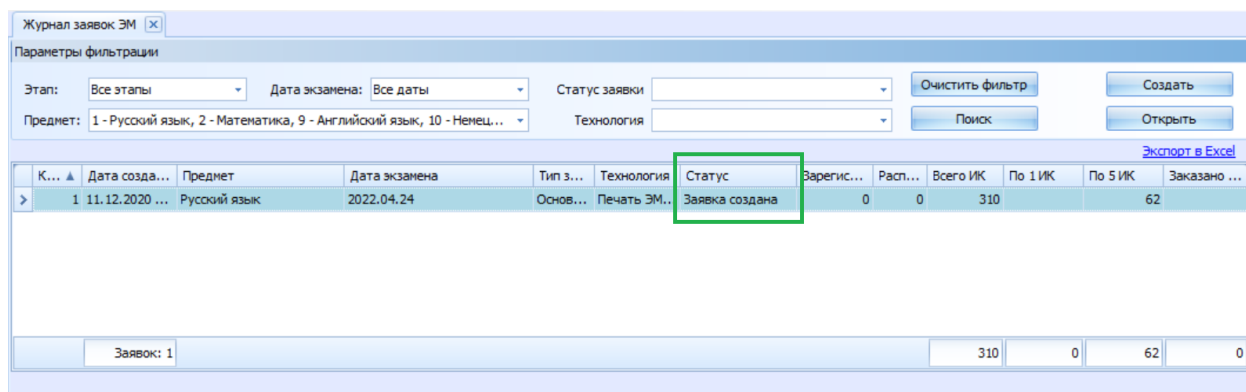 Журнал заявок ЭМ
Параметры фильтрации
Этап: Все этапы Дата экзамена: Все даты Статус заявки Очистить фильтр Создать
Предмет: 1 - Русский язык, 2 - Математика, 9 - Английский язык, 10 - Немец... Технология Поиск Открыть
Экспорт в Excel
К... Дата созда... Предмет Дата экзамена Тип з... Технология Статус Зарегис... Расп... Всего ИК По 1 ИК По 5 ИК Заказано ...
1 11.12.2020 ... Русский язык 2022.04.24 Основ... Печать ЭМ... Заявка создана 0 0 310 62
Заявок: 1 310 0 62 0